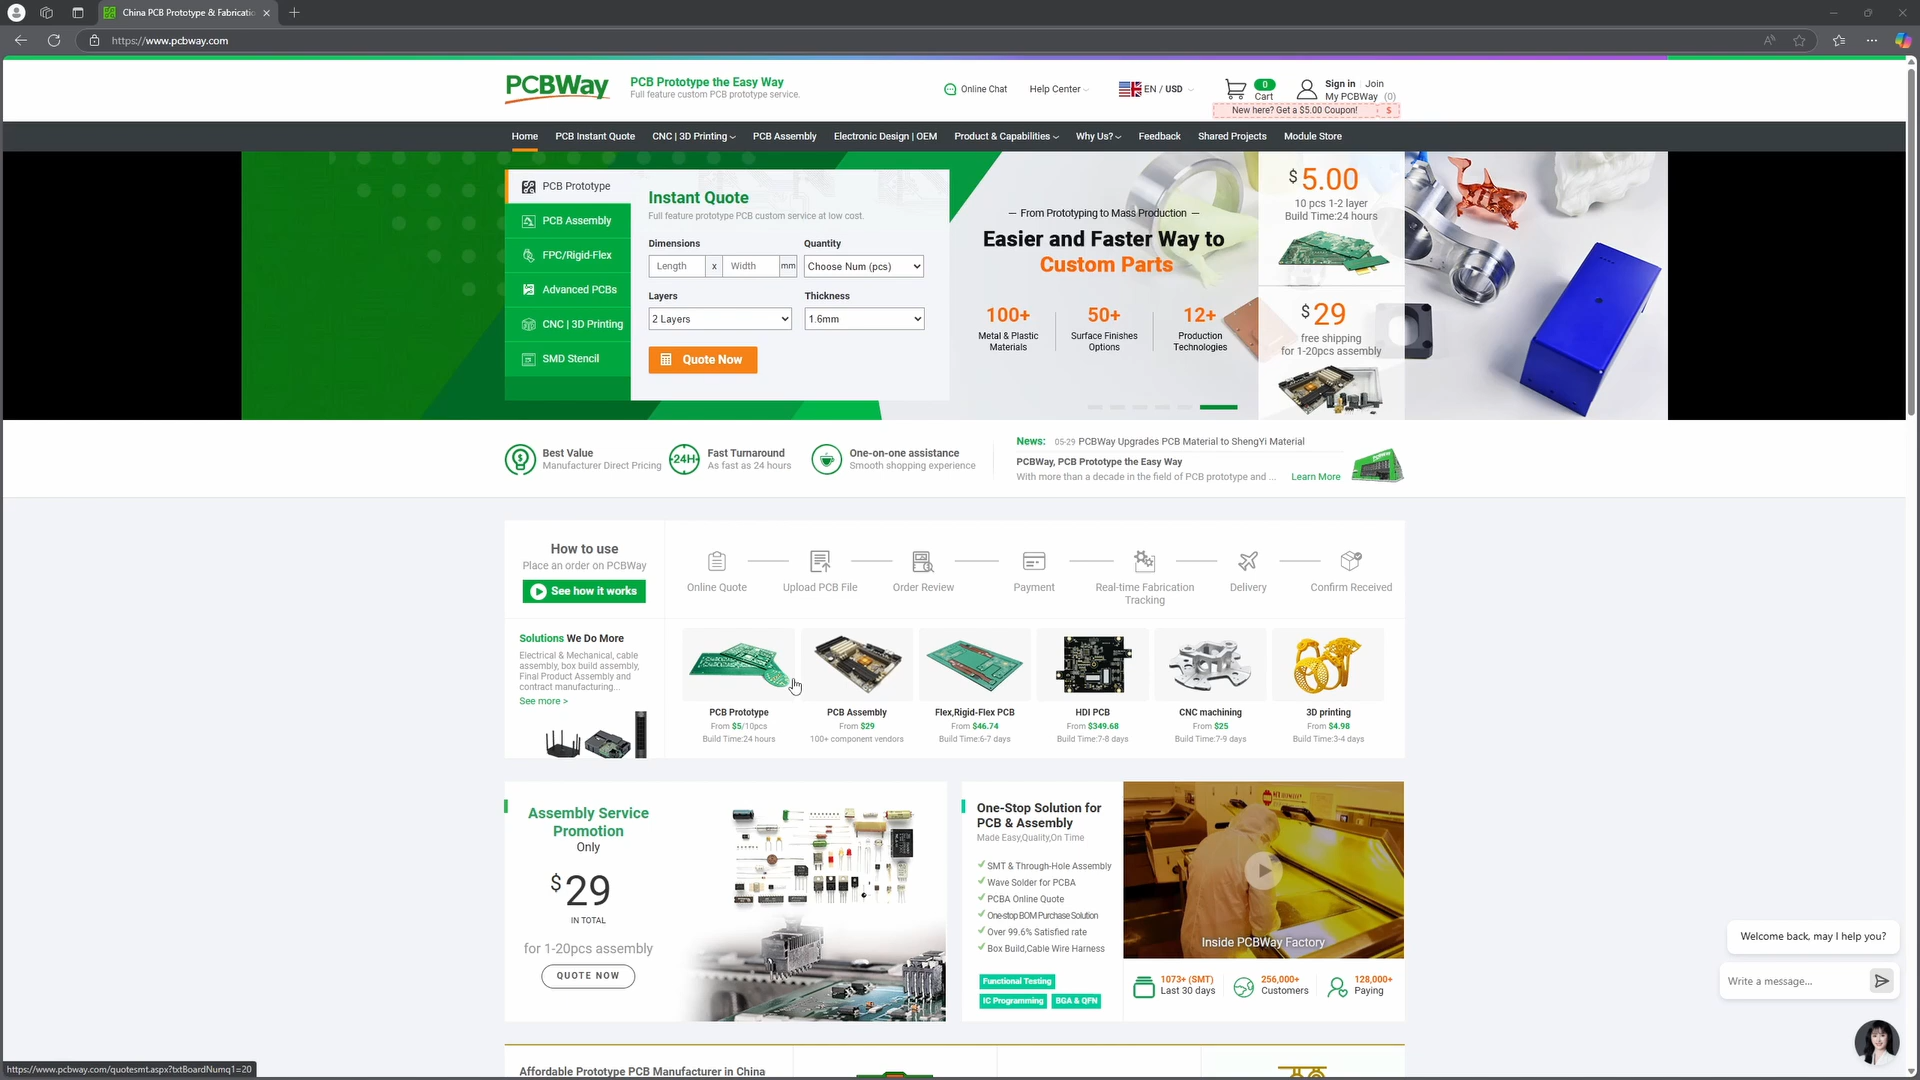 China PCB Prototype & Fabricatio
https://www.pcbway.com
PCBWay
PCB Prototype the Easy Way
Full feature custom PCB prototype service.
Online Chat
Help Center
EN / USD
0
Cart
Sign in
Join
My PCBWay (0)
New here? Get a $5.00 Coupon! $
Home
PCB Instant Quote
CNC | 3D Printing
PCB Assembly
Electronic Design | OEM
Product & Capabilities
Why Us?
Feedback
Shared Projects
Module Store
PCB Prototype
PCB Assembly
FPC/Rigid-Flex
Advanced PCBs
CNC | 3D Printing
SMD Stencil
Instant Quote
Full feature prototype PCB custom service at low cost.
Dimensions
Quantity
Length x Width mm
Choose Num (pcs)
Layers
Thickness
2 Layers
1.6mm
Quote Now
— From Prototyping to Mass Production —
Easier and Faster Way to
Custom Parts
100+
Metal & Plastic
Materials
50+
Surface Finishes
Options
12+
Production
Technologies
$ 5.00
10 pcs 1-2 layer
Build Time:24 hours
$ 29
free shipping
for 1-20pcs assembly
Best Value
Manufacturer Direct Pricing
24H
Fast Turnaround
As fast as 24 hours
One-on-one assistance
Smooth shopping experience
News: 05-29 PCBWay Upgrades PCB Material to ShengYi Material
PCBWay, PCB Prototype the Easy Way
With more than a decade in the field of PCB prototype and ...
Learn More
How to use
Place an order on PCBWay
See how it works
Online Quote
Upload PCB File
Order Review
Payment
Real-time Fabrication
Tracking
Delivery
Confirm Received
Solutions We Do More
Electrical & Mechanical, cable
assembly, box build assembly,
Final Product Assembly and
contract manufacturing...
See more >
PCB Prototype
From $5/10pcs
Build Time:24 hours
PCB Assembly
From $29
100+ component vendors
Flex,Rigid-Flex PCB
From $46.74
Build Time:6-7 days
HDI PCB
From $349.68
Build Time:7-8 days
CNC machining
From $25
Build Time:7-9 days
3D printing
From $4.98
Build Time:3-4 days
Assembly Service
Promotion
Only
$29
IN TOTAL
for 1-20pcs assembly
QUOTE NOW
One-Stop Solution for
PCB & Assembly
Made Easy,Quality,On Time
SMT & Through-Hole Assembly
Wave Solder for PCBA
PCBA Online Quote
One-stop BOM Purchase Solution
Over 99.6% Satisfied rate
Box Build,Cable Wire Harness
Functional Testing
IC Programming
BGA & QFN
Inside PCBWay Factory
1073+ (SMT)
Last 30 days
256,000+
Customers
128,000+
Paying
Welcome back, may I help you?
Write a message...
Affordable Prototype PCB Manufacturer in China
https://www.pcbway.com/quotesmt.aspx?txtBoardNumq1=20